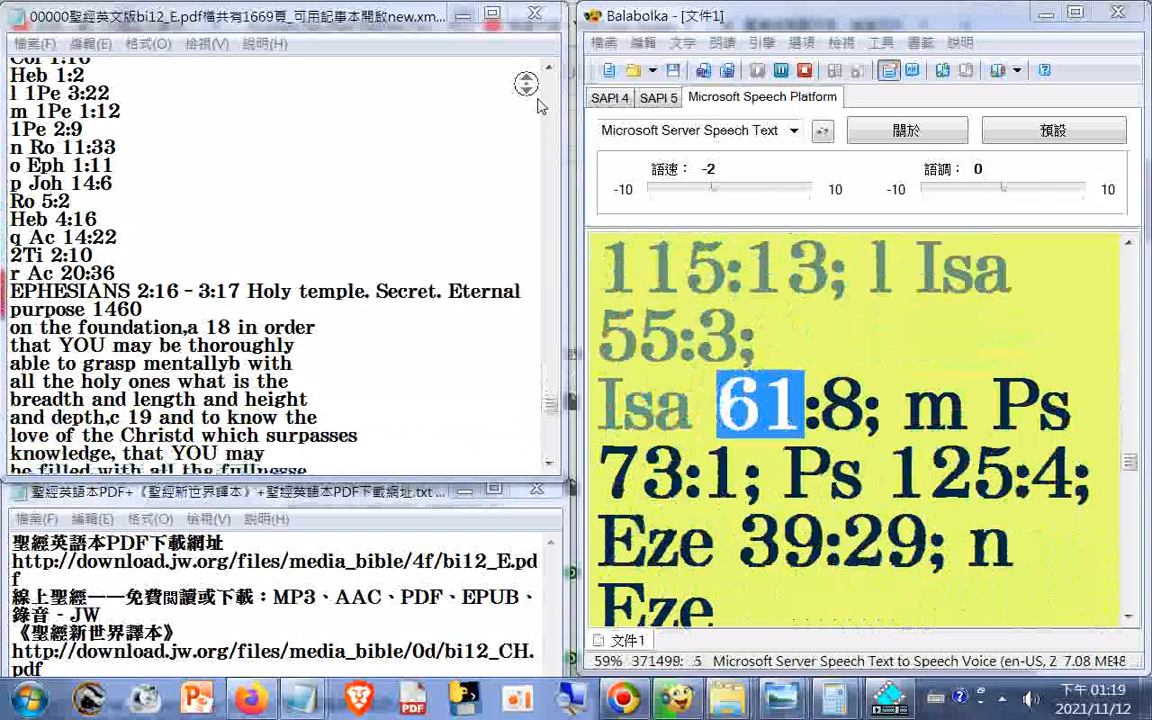 00000聖經英文版bi12_E.pdf檔共有1669頁_可用記事本開啟new.xm...
檔案(F) 編輯(E) 格式(O) 檢視(V) 說明(H)
Col 1:16
Heb 1:2
l 1Pe 3:22
m 1Pe 1:12
1Pe 2:9
n Ro 11:33
o Eph 1:11
p Joh 14:6
Ro 5:2
Heb 4:16
q Ac 14:22
2Ti 2:10
r Ac 20:36
EPHESIANS 2:16 - 3:17 Holy temple. Secret. Eternal
purpose 1460
on the foundation,a 18 in order
that YOU may be thoroughly
able to grasp mentallyb with
all the holy ones what is the
breadth and length and height
and depth,c 19 and to know the
love of the Christd which surpasses
knowledge, that YOU may
be filled with all the fullnesse
聖經英語本PDF+《聖經新世界譯本》+聖經英語本PDF下載網址.txt ...
檔案(F) 編輯(E) 格式(O) 檢視(V) 說明(H)
聖經英語本PDF下載網址
http://download.jw.org/files/media_bible/4f/bi12_E.pd
f
線上聖經——免費閱讀或下載：MP3、AAC、PDF、EPUB、
錄音 - JW
《聖經新世界譯本》
http://download.jw.org/files/media_bible/0d/bi12_CH.
pdf
Balabolka - [文件1]
檔案 編輯 文字 朗讀 引擎 選項 檢視 工具 書籤 說明
SAPI 4 SAPI 5 Microsoft Speech Platform
Microsoft Server Speech Text 關於 預設
語速： -2 語調： 0
-10 10 -10 10
115:13; l Isa
55:3;
Isa 61:8; m Ps
73:1; Ps 125:4;
Eze 39:29; n
Eze
文件1
59% 371499: 5 Microsoft Server Speech Text to Speech Voice (en-US, Z 7.08 ME48
下午 01:19
2021/11/12